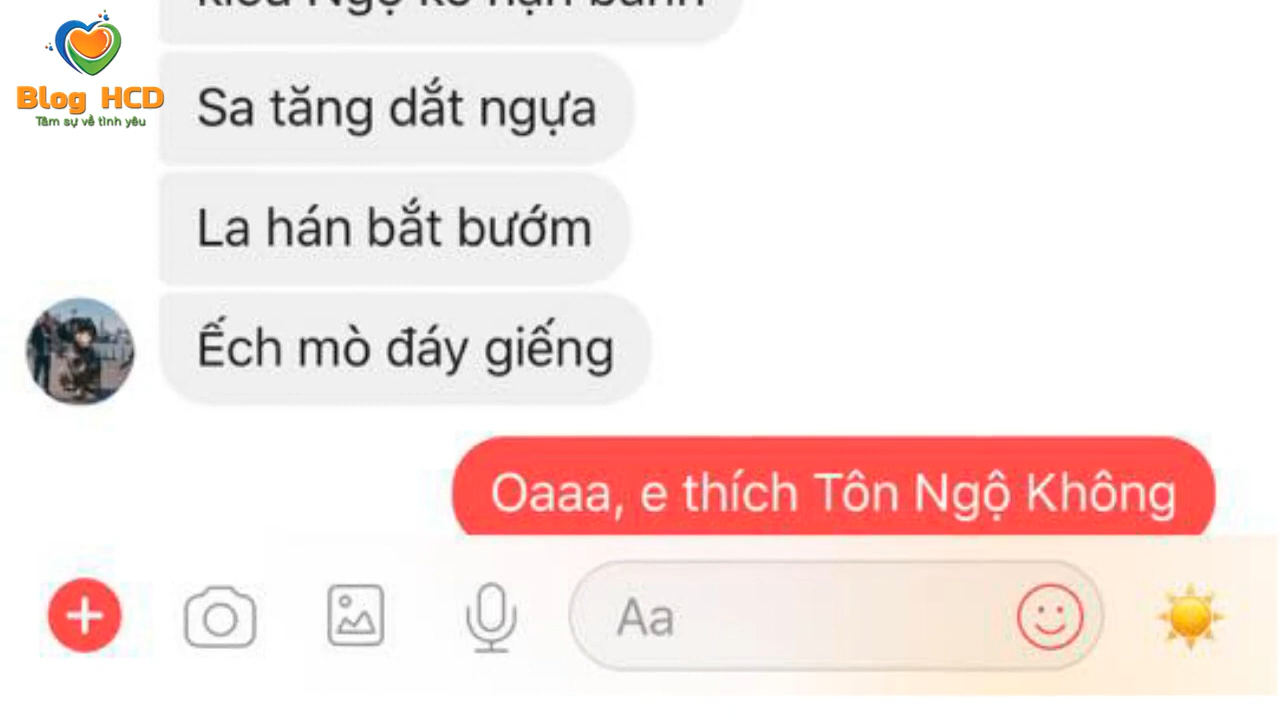 Blog HCD
Tâm sự về tình yêu
Sa tăng dắt ngựa
La hán bắt bướm
Ếch mò đáy giếng
Oaaa, e thích Tôn Ngộ Không
Aa